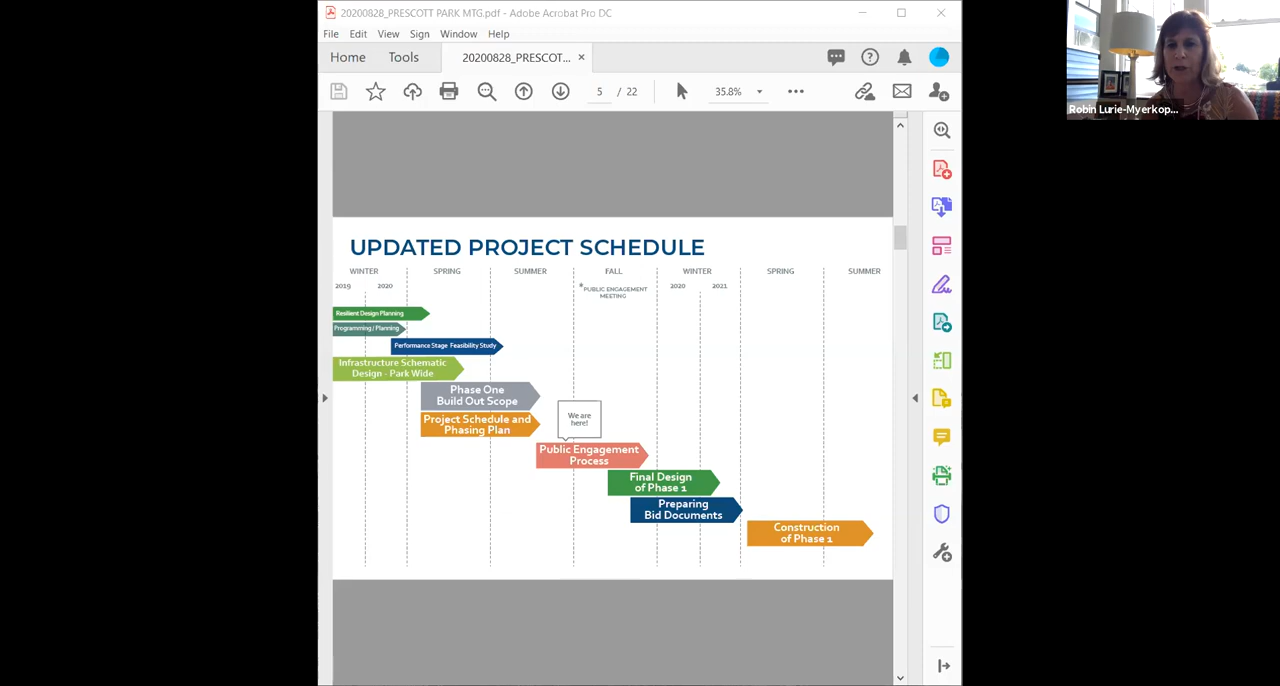 20200828_PRESCOTT PARK MTG.pdf - Adobe Acrobat Pro DC
File Edit View Sign Window Help
Home Tools 20200828_PRESCOT... ×
5 / 22 35.8%
Robin Lurie-Myerkop...
UPDATED PROJECT SCHEDULE
WINTER SPRING SUMMER FALL WINTER SPRING SUMMER
2019 2020 *PUBLIC ENGAGEMENT 2020 2021
MEETING
Resilient Design Planning
Programming / Planning
Performance Stage Feasibility Study
Infrastructure Schematic
Design - Park Wide
Phase One
Build Out Scope
Project Schedule and
Phasing Plan
We are
here!
Public Engagement
Process
Final Design
of Phase 1
Preparing
Bid Documents
Construction
of Phase 1